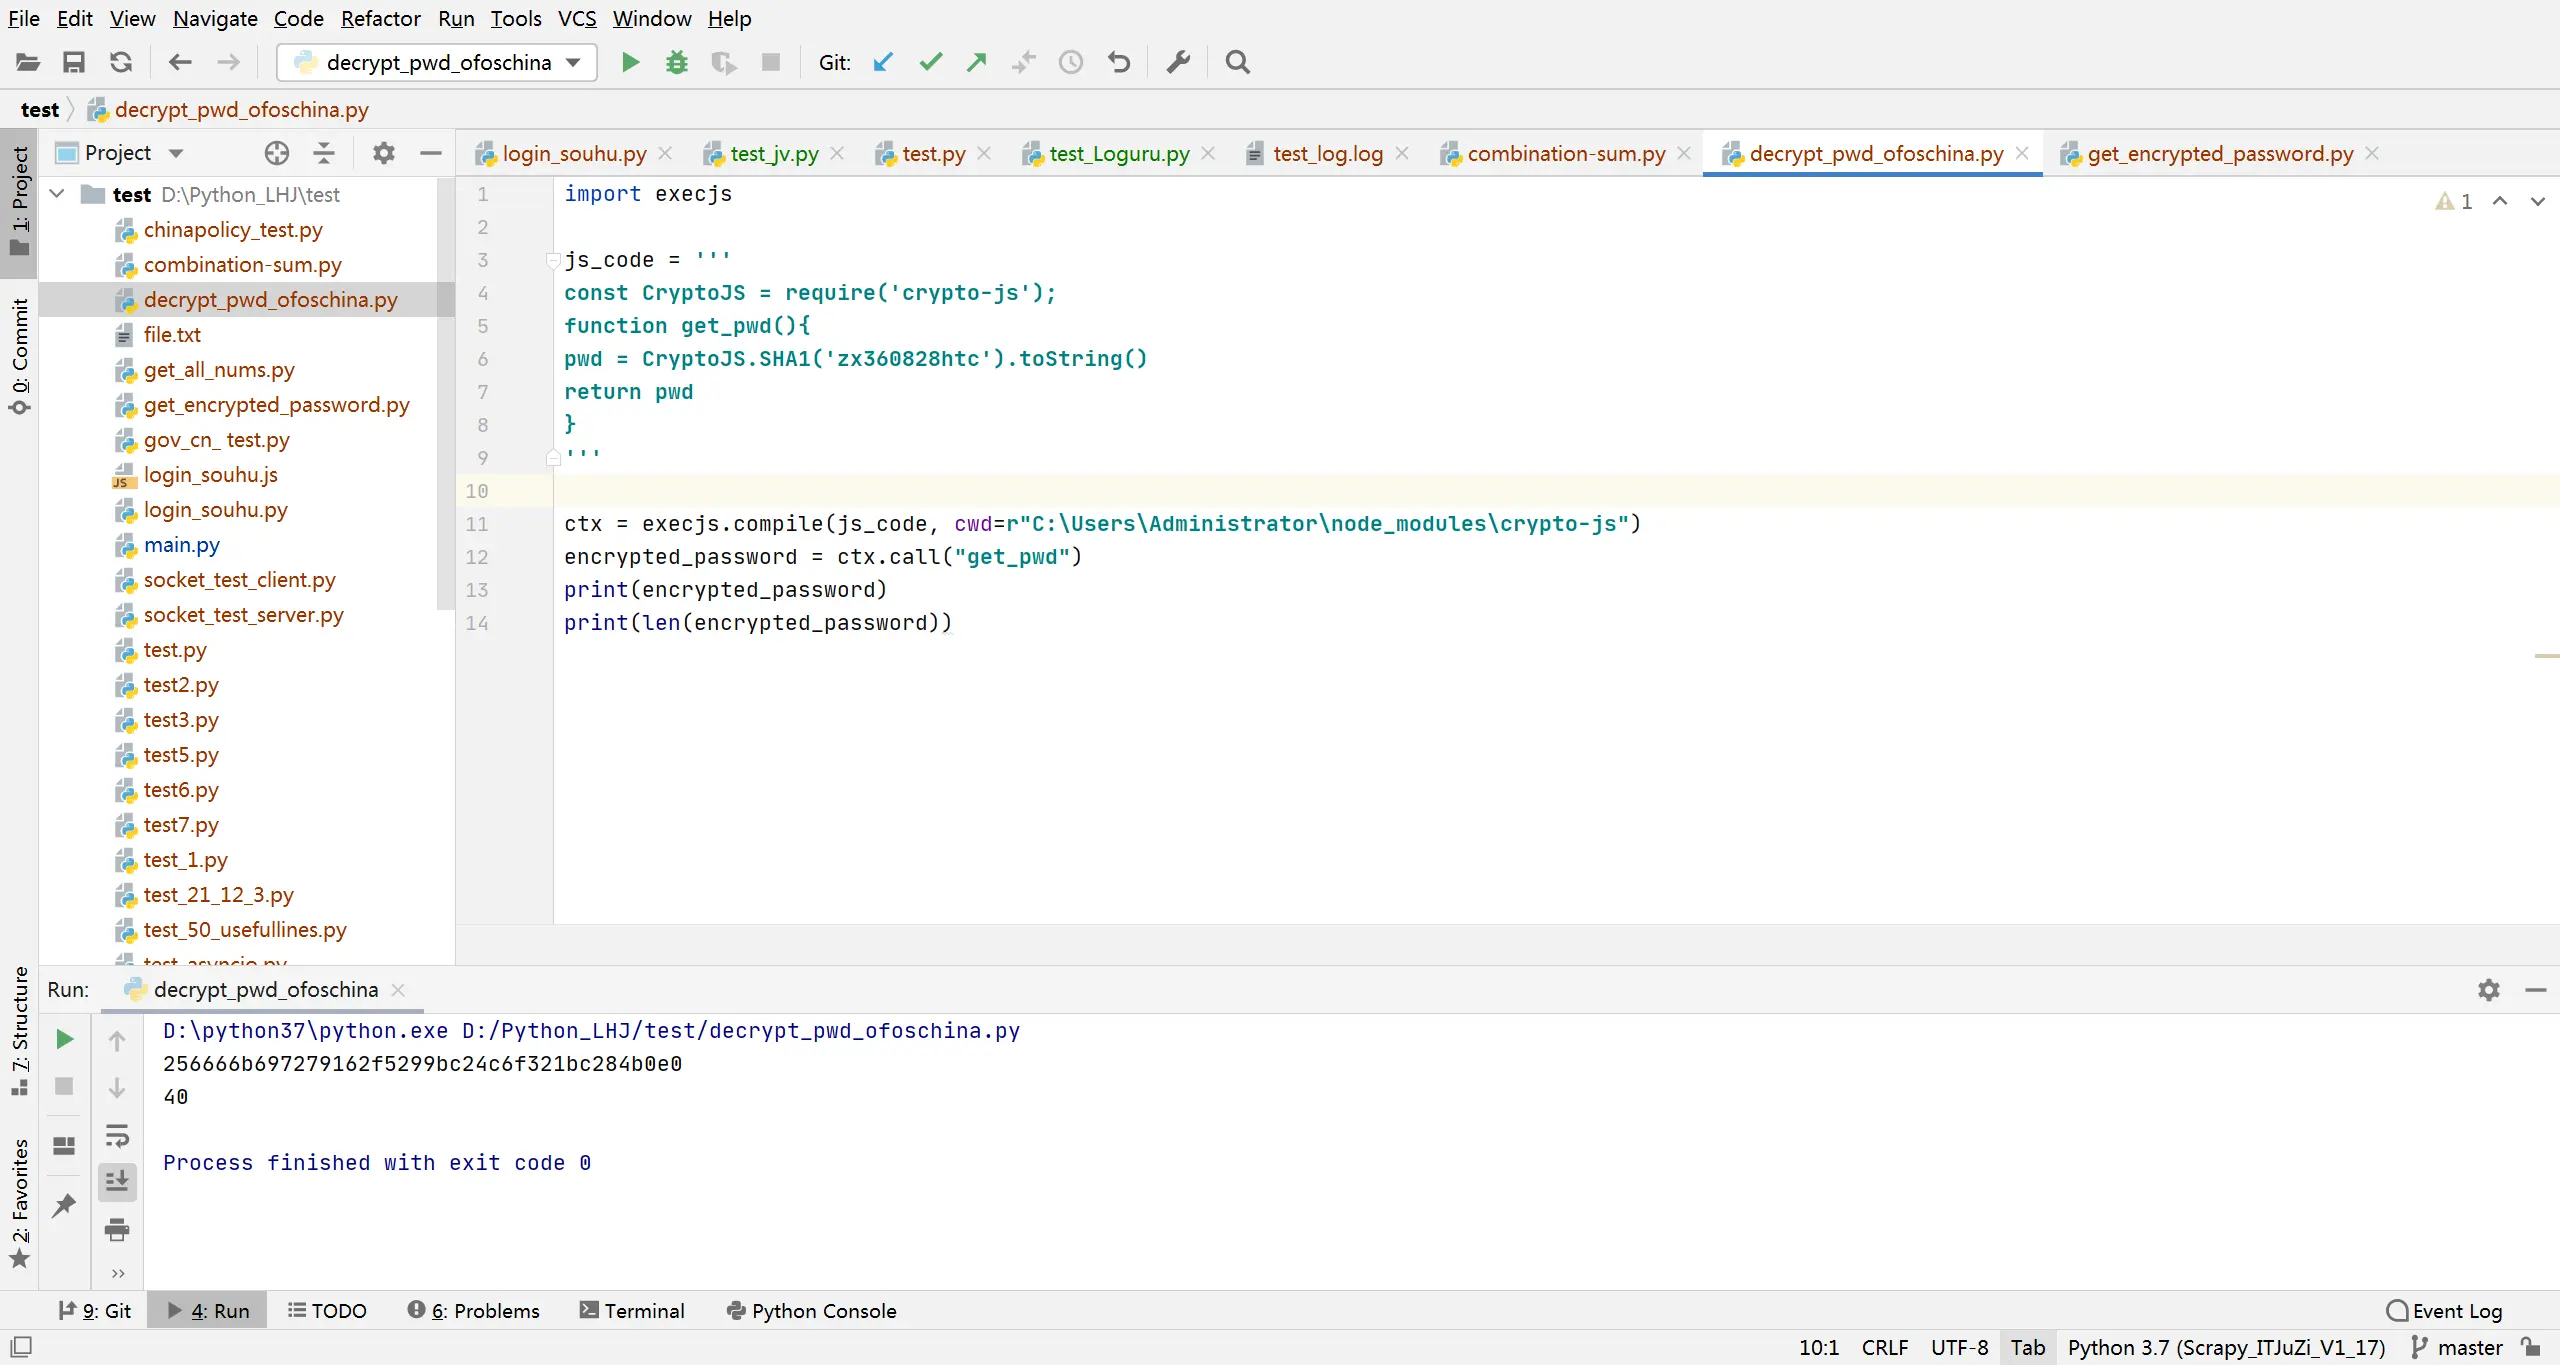 File Edit View Navigate Code Refactor Run Tools VCS Window Help
decrypt_pwd_ofoschina Git:
test decrypt_pwd_ofoschina.py
1: Project
0: Commit
7: Structure
2: Favorites
Project
test D:\Python_LHJ\test
chinapolicy_test.py
combination-sum.py
decrypt_pwd_ofoschina.py
file.txt
get_all_nums.py
get_encrypted_password.py
gov_cn_ test.py
login_souhu.js
login_souhu.py
main.py
socket_test_client.py
socket_test_server.py
test.py
test2.py
test3.py
test5.py
test6.py
test7.py
test_1.py
test_21_12_3.py
test_50_usefullines.py
test_asyncio.py
login_souhu.py test_jv.py test.py test_Loguru.py test_log.log combination-sum.py decrypt_pwd_ofoschina.py get_encrypted_password.py
1
1 import execjs
2
3 js_code = '''
4 const CryptoJS = require('crypto-js');
5 function get_pwd(){
6 pwd = CryptoJS.SHA1('zx360828htc').toString()
7 return pwd
8 }
9 '''
10
11 ctx = execjs.compile(js_code, cwd=r"C:\Users\Administrator\node_modules\crypto-js")
12 encrypted_password = ctx.call("get_pwd")
13 print(encrypted_password)
14 print(len(encrypted_password))
Run: decrypt_pwd_ofoschina
D:\python37\python.exe D:/Python_LHJ/test/decrypt_pwd_ofoschina.py
256666b697279162f5299bc24c6f321bc284b0e0
40
Process finished with exit code 0
9: Git 4: Run TODO 6: Problems Terminal Python Console Event Log
10:1 CRLF UTF-8 Tab Python 3.7 (Scrapy_ITJuZi_V1_17) master